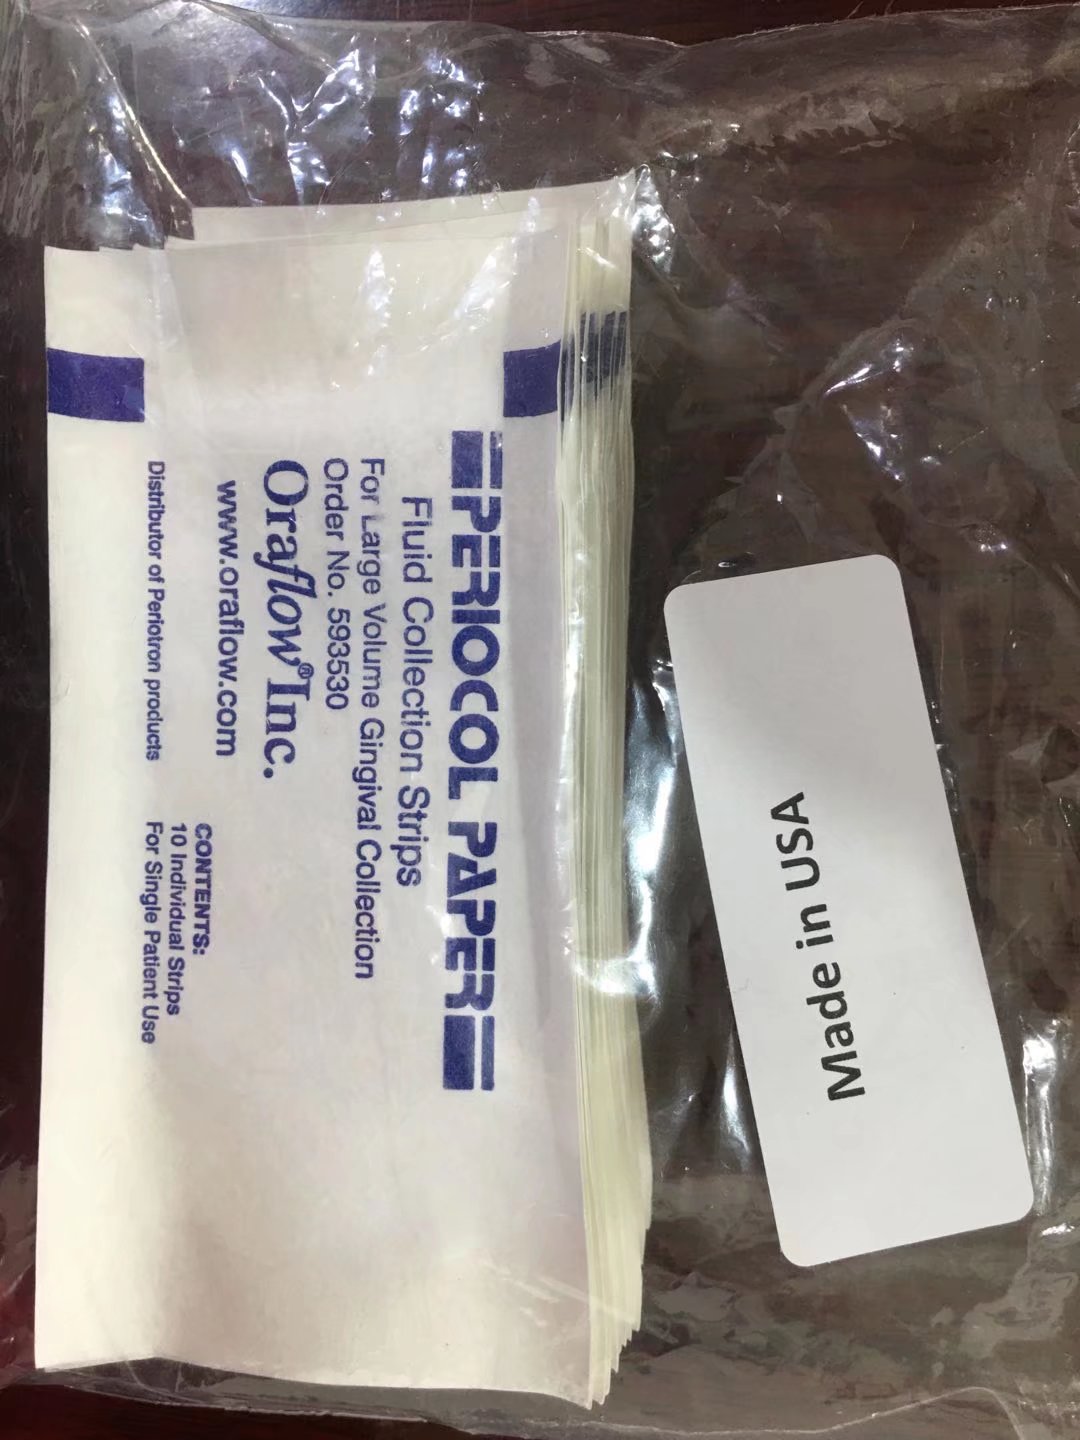 PERIOCOL PAPER
Fluid Collection Strips
For Large Volume Gingival Collection
Order No. 593530
Oraflow® Inc.
www.oraflow.com
Distributor of Periotron products
CONTENTS:
10 Individual Strips
For Single Patient Use
Made in USA